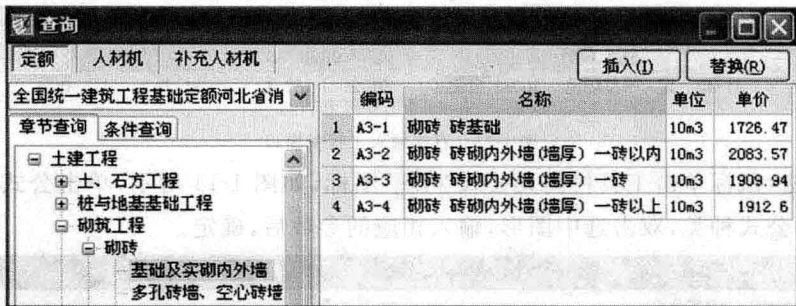 查询
定额 人材机 补充人材机 插入(I) 替换(R)
全国统一建筑工程基础定额河北省消
章节查询 条件查询
土建工程
土、石方工程
桩与地基基础工程
砌筑工程
砌砖
基础及实砌内外墙
多孔砖墙、空心砖墙
编码 名称 单位 单价
1 A3-1 砌砖 砖基础 10m3 1726.47
2 A3-2 砌砖 砖砌内外墙(墙厚) 一砖以内 10m3 2083.57
3 A3-3 砌砖 砖砌内外墙(墙厚) 一砖 10m3 1909.94
4 A3-4 砌砖 砖砌内外墙(墙厚) 一砖以上 10m3 1912.6